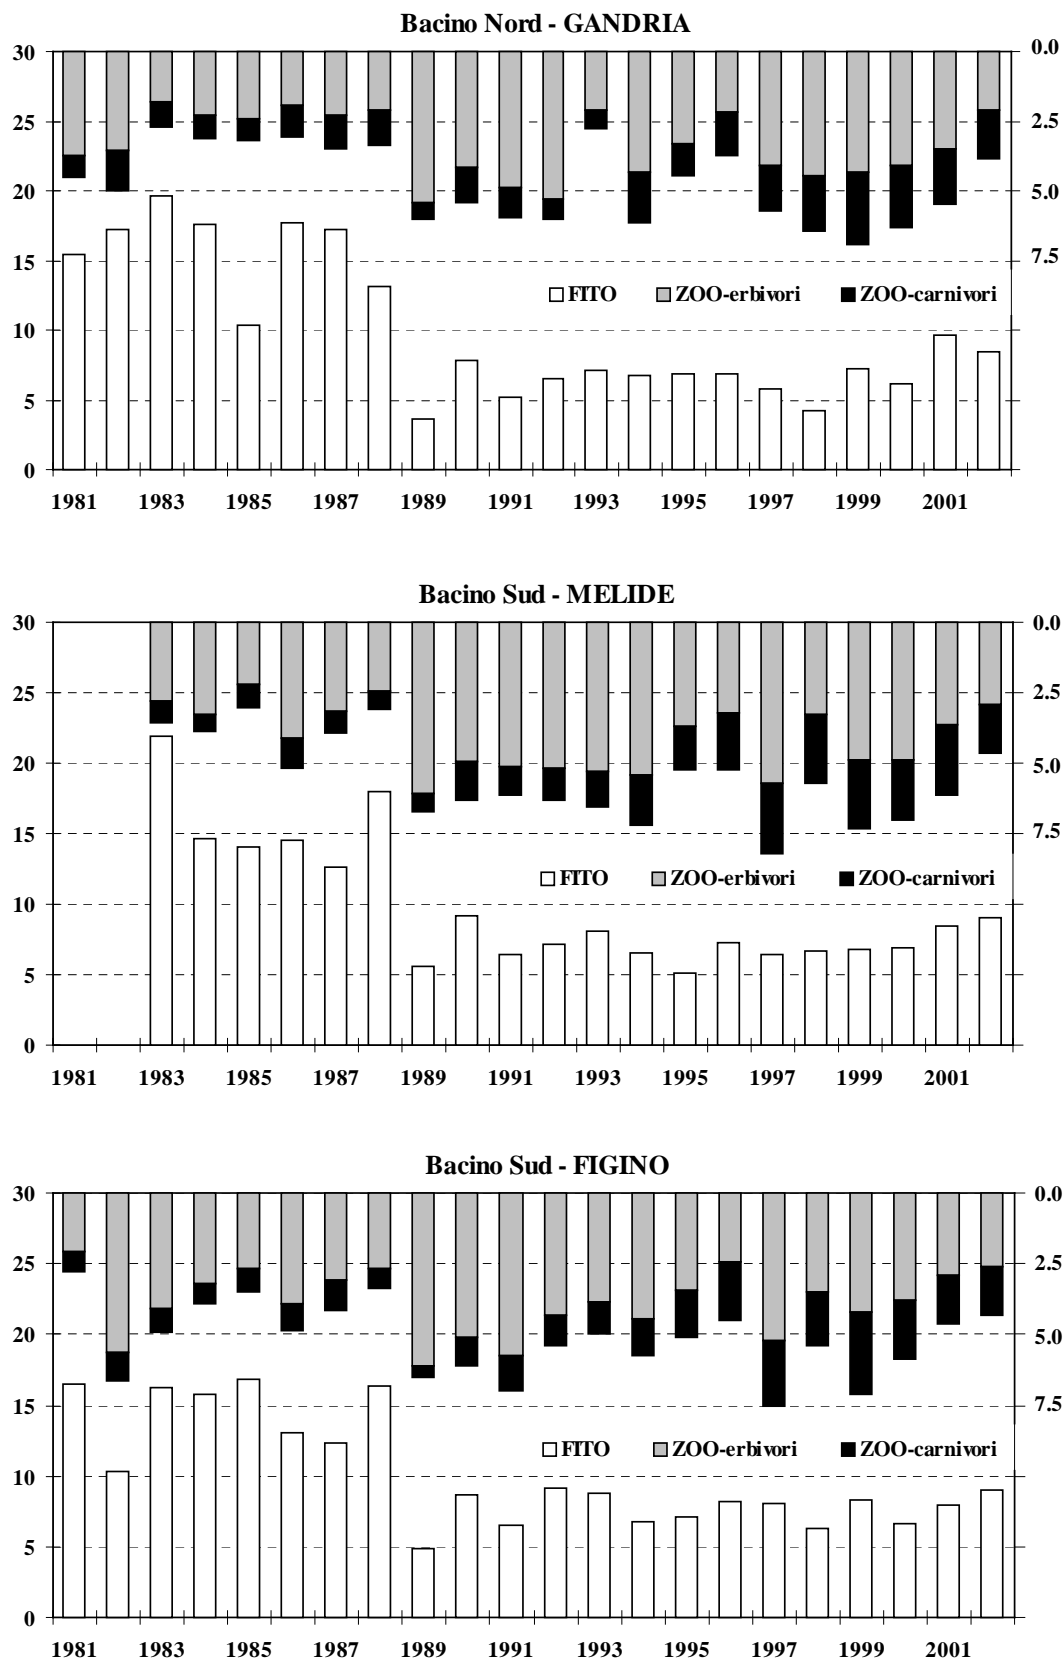 Bacino Nord - GANDRIA
30 0.0
25 2.5
20 5.0
15 7.5
FITO ZOO-erbivori ZOO-carnivori
10
5
0
1981 1983 1985 1987 1989 1991 1993 1995 1997 1999 2001
Bacino Sud - MELIDE
30 0.0
25 2.5
20 5.0
15 7.5
FITO ZOO-erbivori ZOO-carnivori
10
5
0
1981 1983 1985 1987 1989 1991 1993 1995 1997 1999 2001
Bacino Sud - FIGINO
30 0.0
25 2.5
20 5.0
15 7.5
FITO ZOO-erbivori ZOO-carnivori
10
5
0
1981 1983 1985 1987 1989 1991 1993 1995 1997 1999 2001